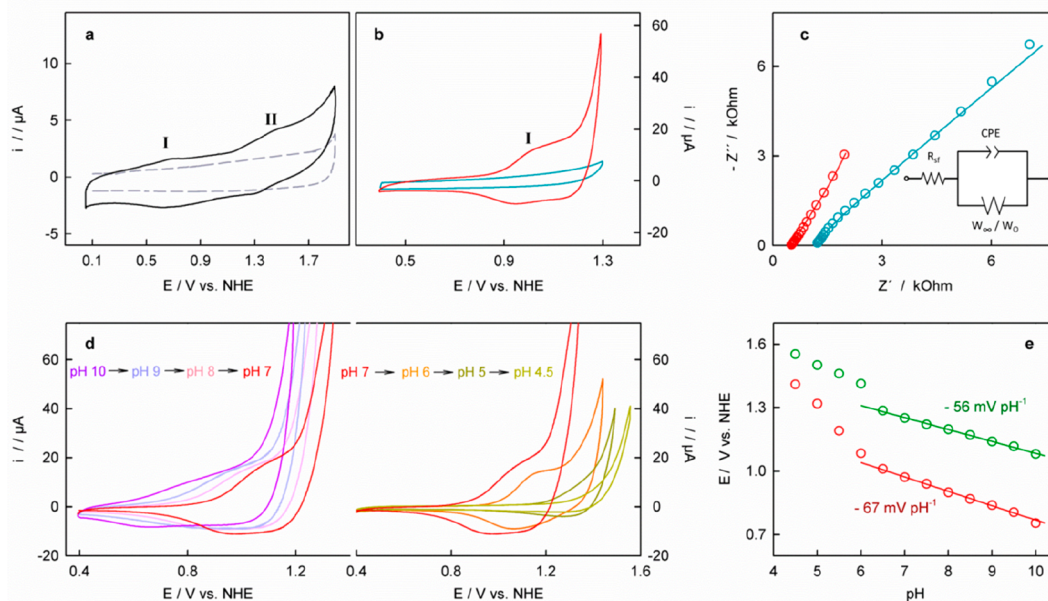 a
I
II
i // µA
10
5
0
-5
0.1
0.7
1.3
1.9
E / V vs. NHE
b
I
60
40
20
0
-20
i // µA
0.5
0.9
1.3
E / V vs. NHE
c
- Z´´ / kOhm
6
3
0
0
3
6
Z´ / kOhm
CPE
Rsf
W∞ / WO
d
pH 10 → pH 9 → pH 8 → pH 7
i // µA
60
40
20
0
-20
0.4
0.8
1.2
E / V vs. NHE
pH 7 → pH 6 → pH 5 → pH 4.5
60
40
20
0
-20
i // µA
0.4
0.8
1.2
1.6
E / V vs. NHE
e
E / V vs. NHE
1.6
1.3
1.0
0.7
- 56 mV pH⁻¹
- 67 mV pH⁻¹
4
5
6
7
8
9
10
pH